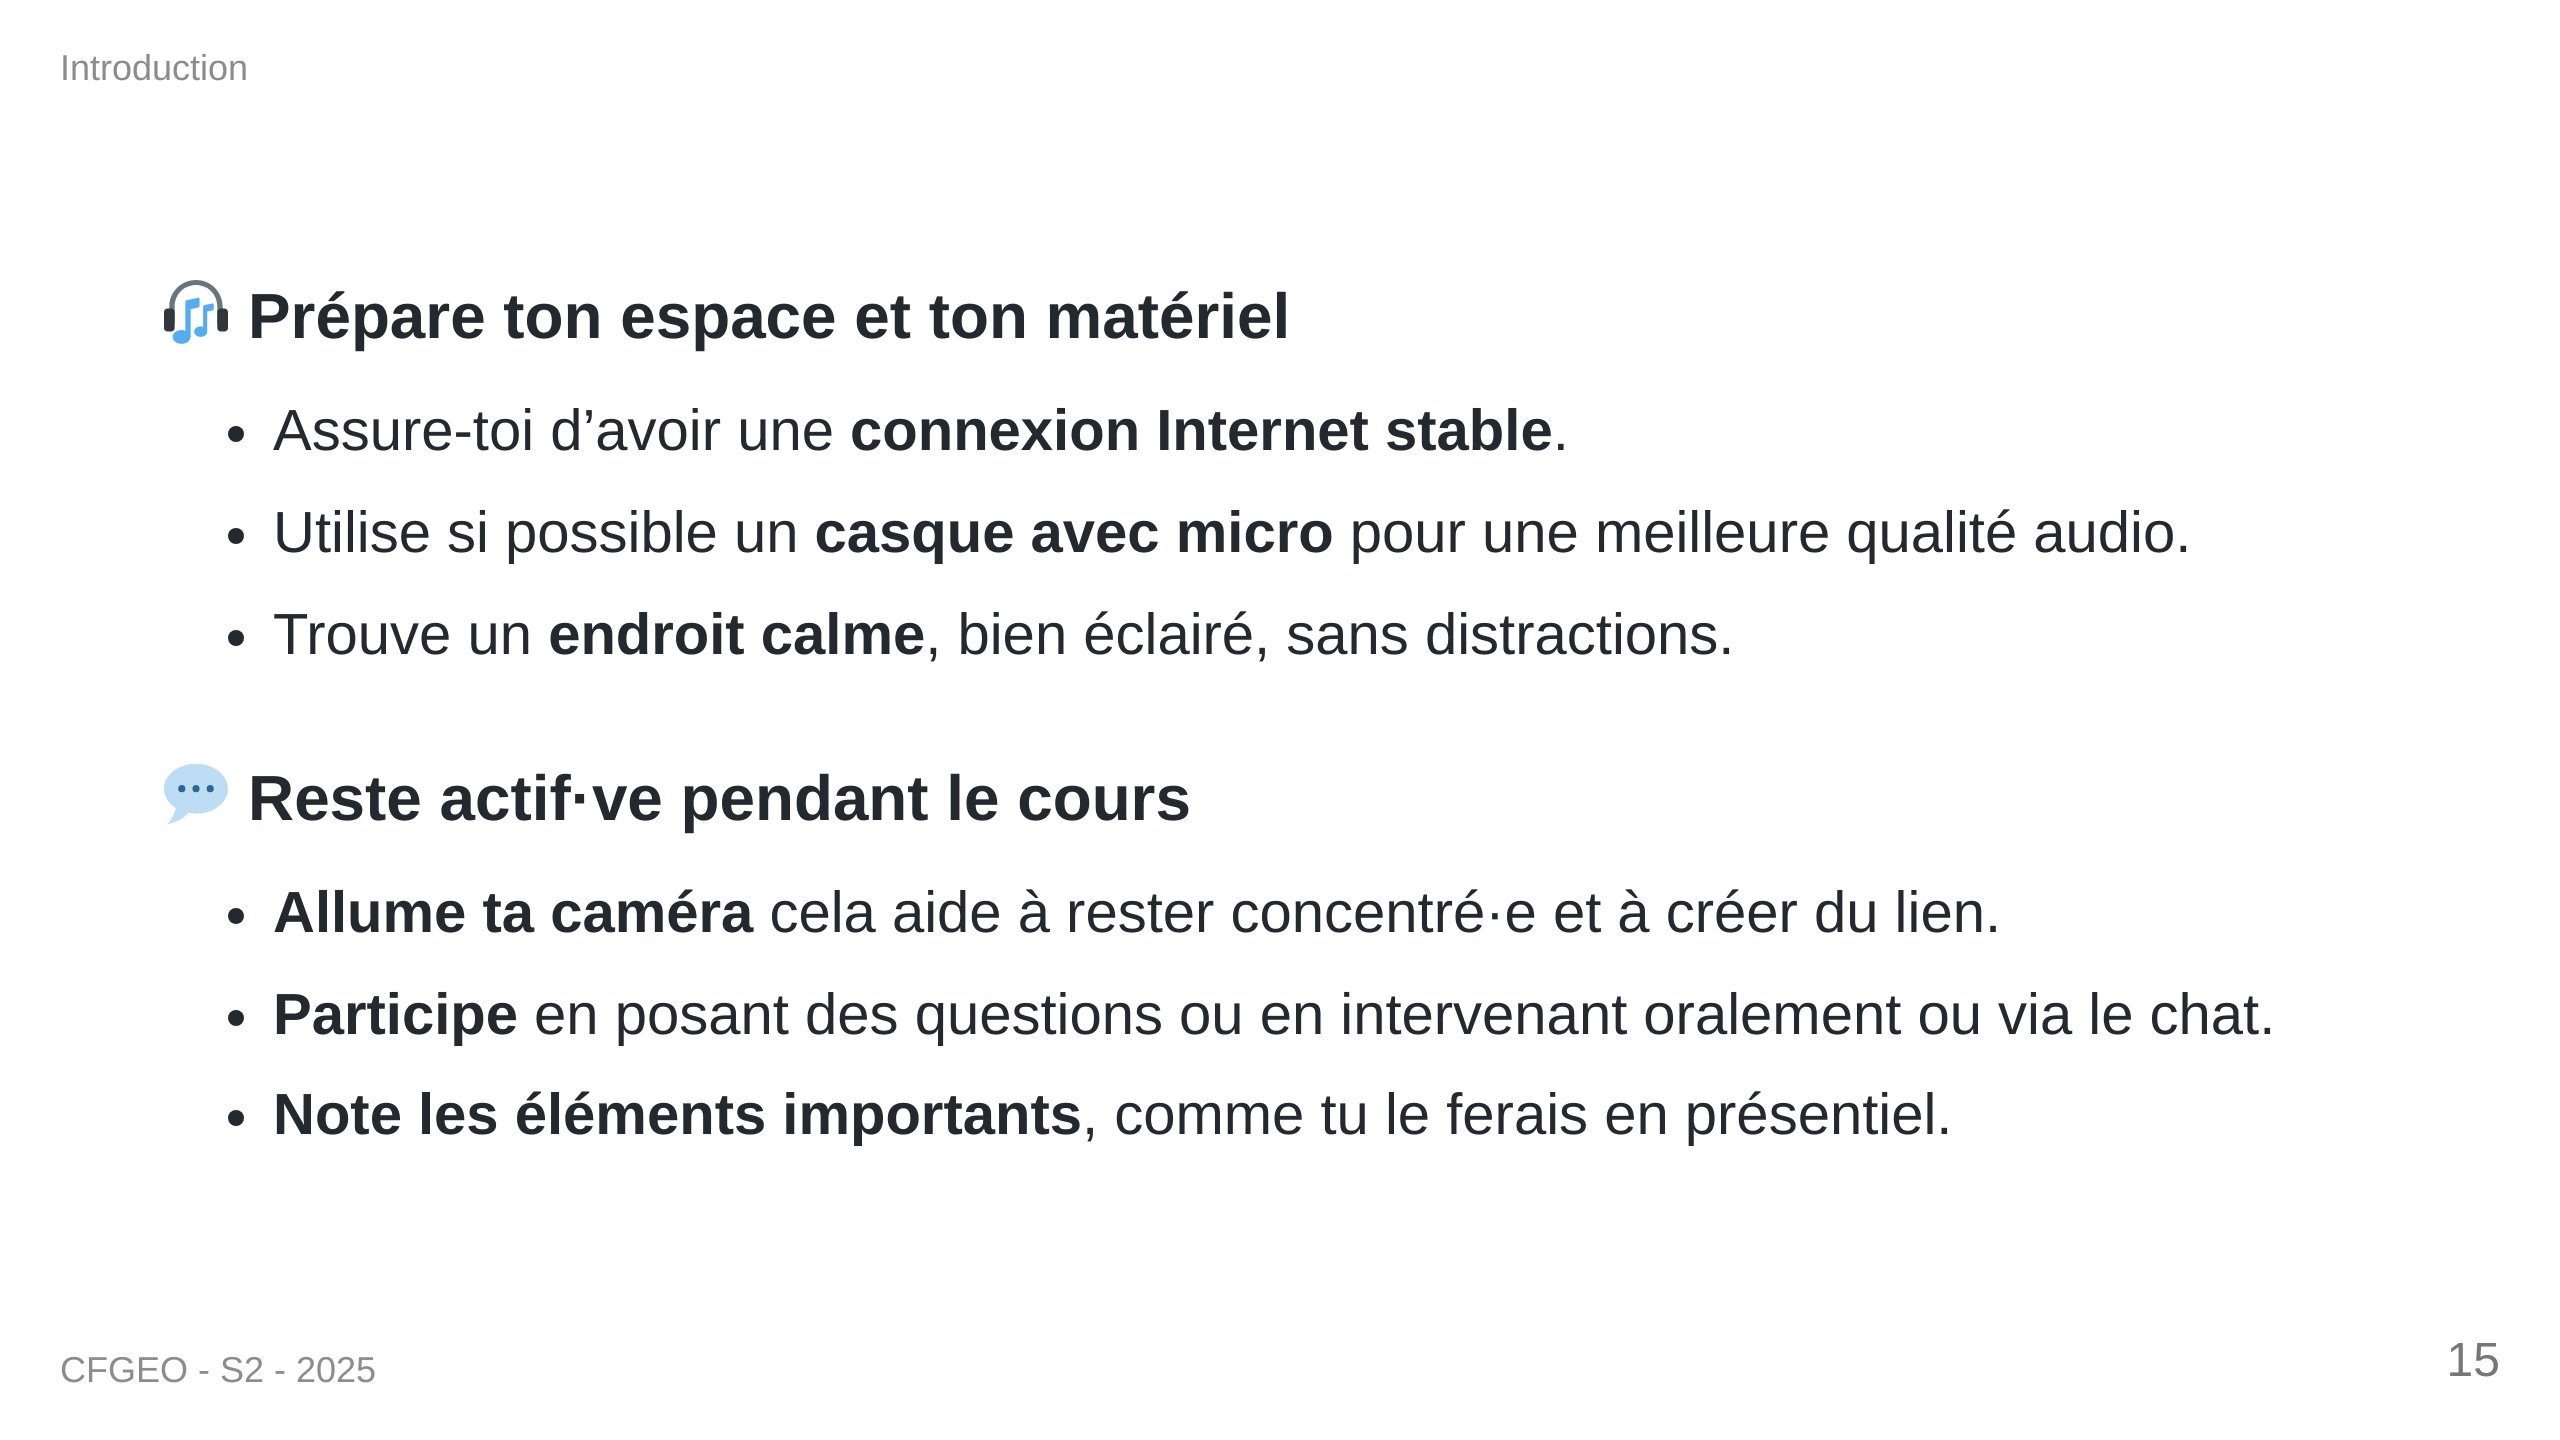 Introduction
Prépare ton espace et ton matériel
• Assure-toi d’avoir une connexion Internet stable.
• Utilise si possible un casque avec micro pour une meilleure qualité audio.
• Trouve un endroit calme, bien éclairé, sans distractions.
Reste actif·ve pendant le cours
• Allume ta caméra cela aide à rester concentré·e et à créer du lien.
• Participe en posant des questions ou en intervenant oralement ou via le chat.
• Note les éléments importants, comme tu le ferais en présentiel.
CFGEO - S2 - 2025
15